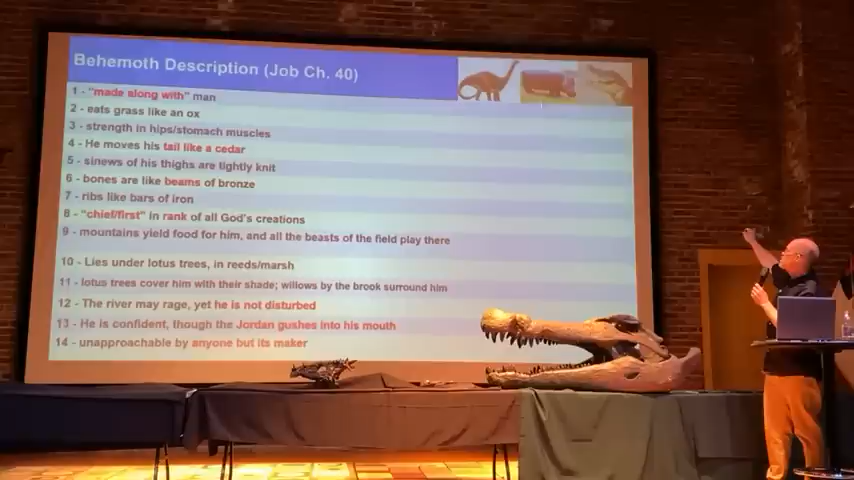 Behemoth Description (Job Ch. 40)
1 - "made along with" man
2 - eats grass like an ox
3 - strength in hips/stomach muscles
4 - He moves his tail like a cedar
5 - sinews of his thighs are tightly knit
6 - bones are like beams of bronze
7 - ribs like bars of iron
8 - "chief/first" in rank of all God's creations
9 - mountains yield food for him, and all the beasts of the field play there
10 - Lies under lotus trees, in reeds/marsh
11 - lotus trees cover him with their shade; willows by the brook surround him
12 - The river may rage, yet he is not disturbed
13 - He is confident, though the Jordan gushes into his mouth
14 - unapproachable by anyone but its maker